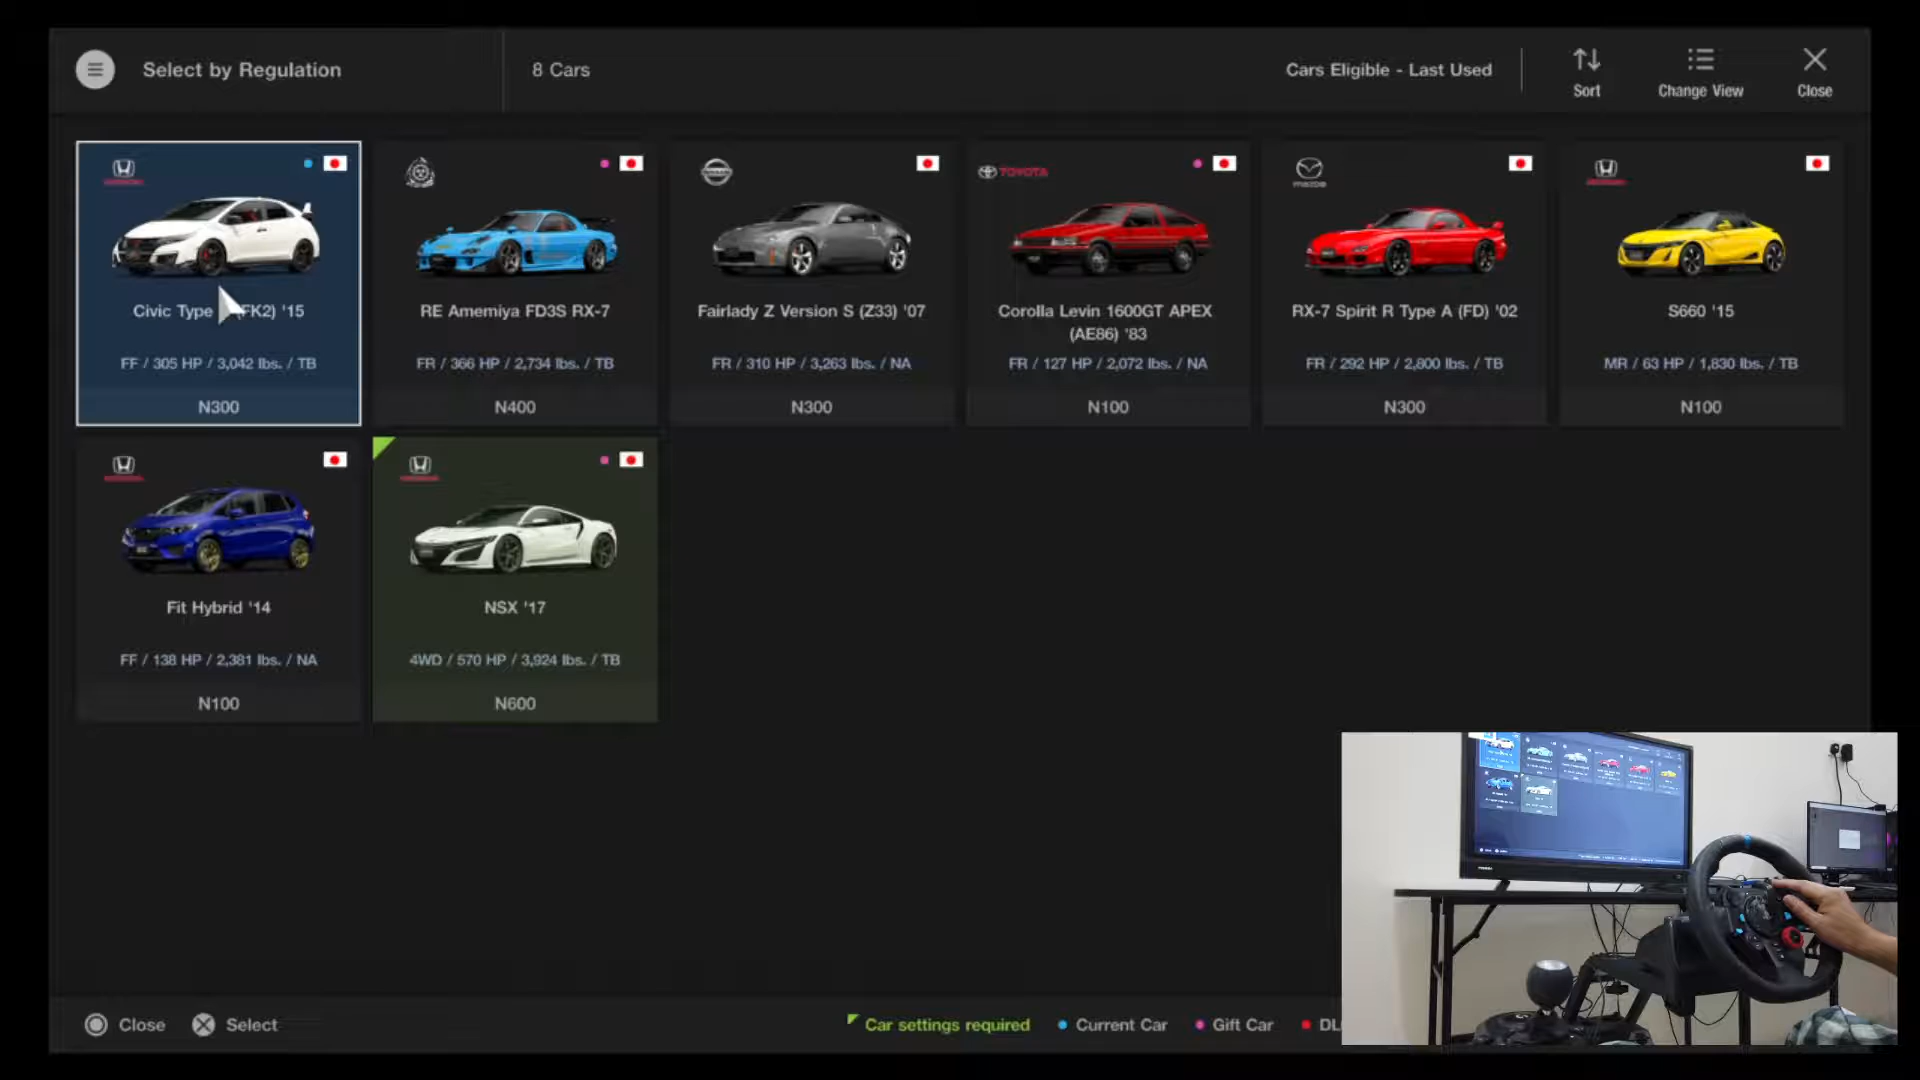 Select by Regulation
8 Cars
Cars Eligible - Last Used
Sort
Change View
Close
Civic Type (FK2) '15
FF / 305 HP / 3,042 lbs. / TB
N300
RE Amemiya FD3S RX-7
FR / 366 HP / 2,734 lbs. / TB
N400
Fairlady Z Version S (Z33) '07
FR / 310 HP / 3,263 lbs. / NA
N300
TOYOTA
Corolla Levin 1600GT APEX
(AE86) '83
FR / 127 HP / 2,072 lbs. / NA
N100
mazda
RX-7 Spirit R Type A (FD) '02
FR / 292 HP / 2,800 lbs. / TB
N300
S660 '15
MR / 63 HP / 1,830 lbs. / TB
N100
Fit Hybrid '14
FF / 138 HP / 2,381 lbs. / NA
N100
NSX '17
4WD / 570 HP / 3,924 lbs. / TB
N600
Close
Select
Car settings required
Current Car
Gift Car